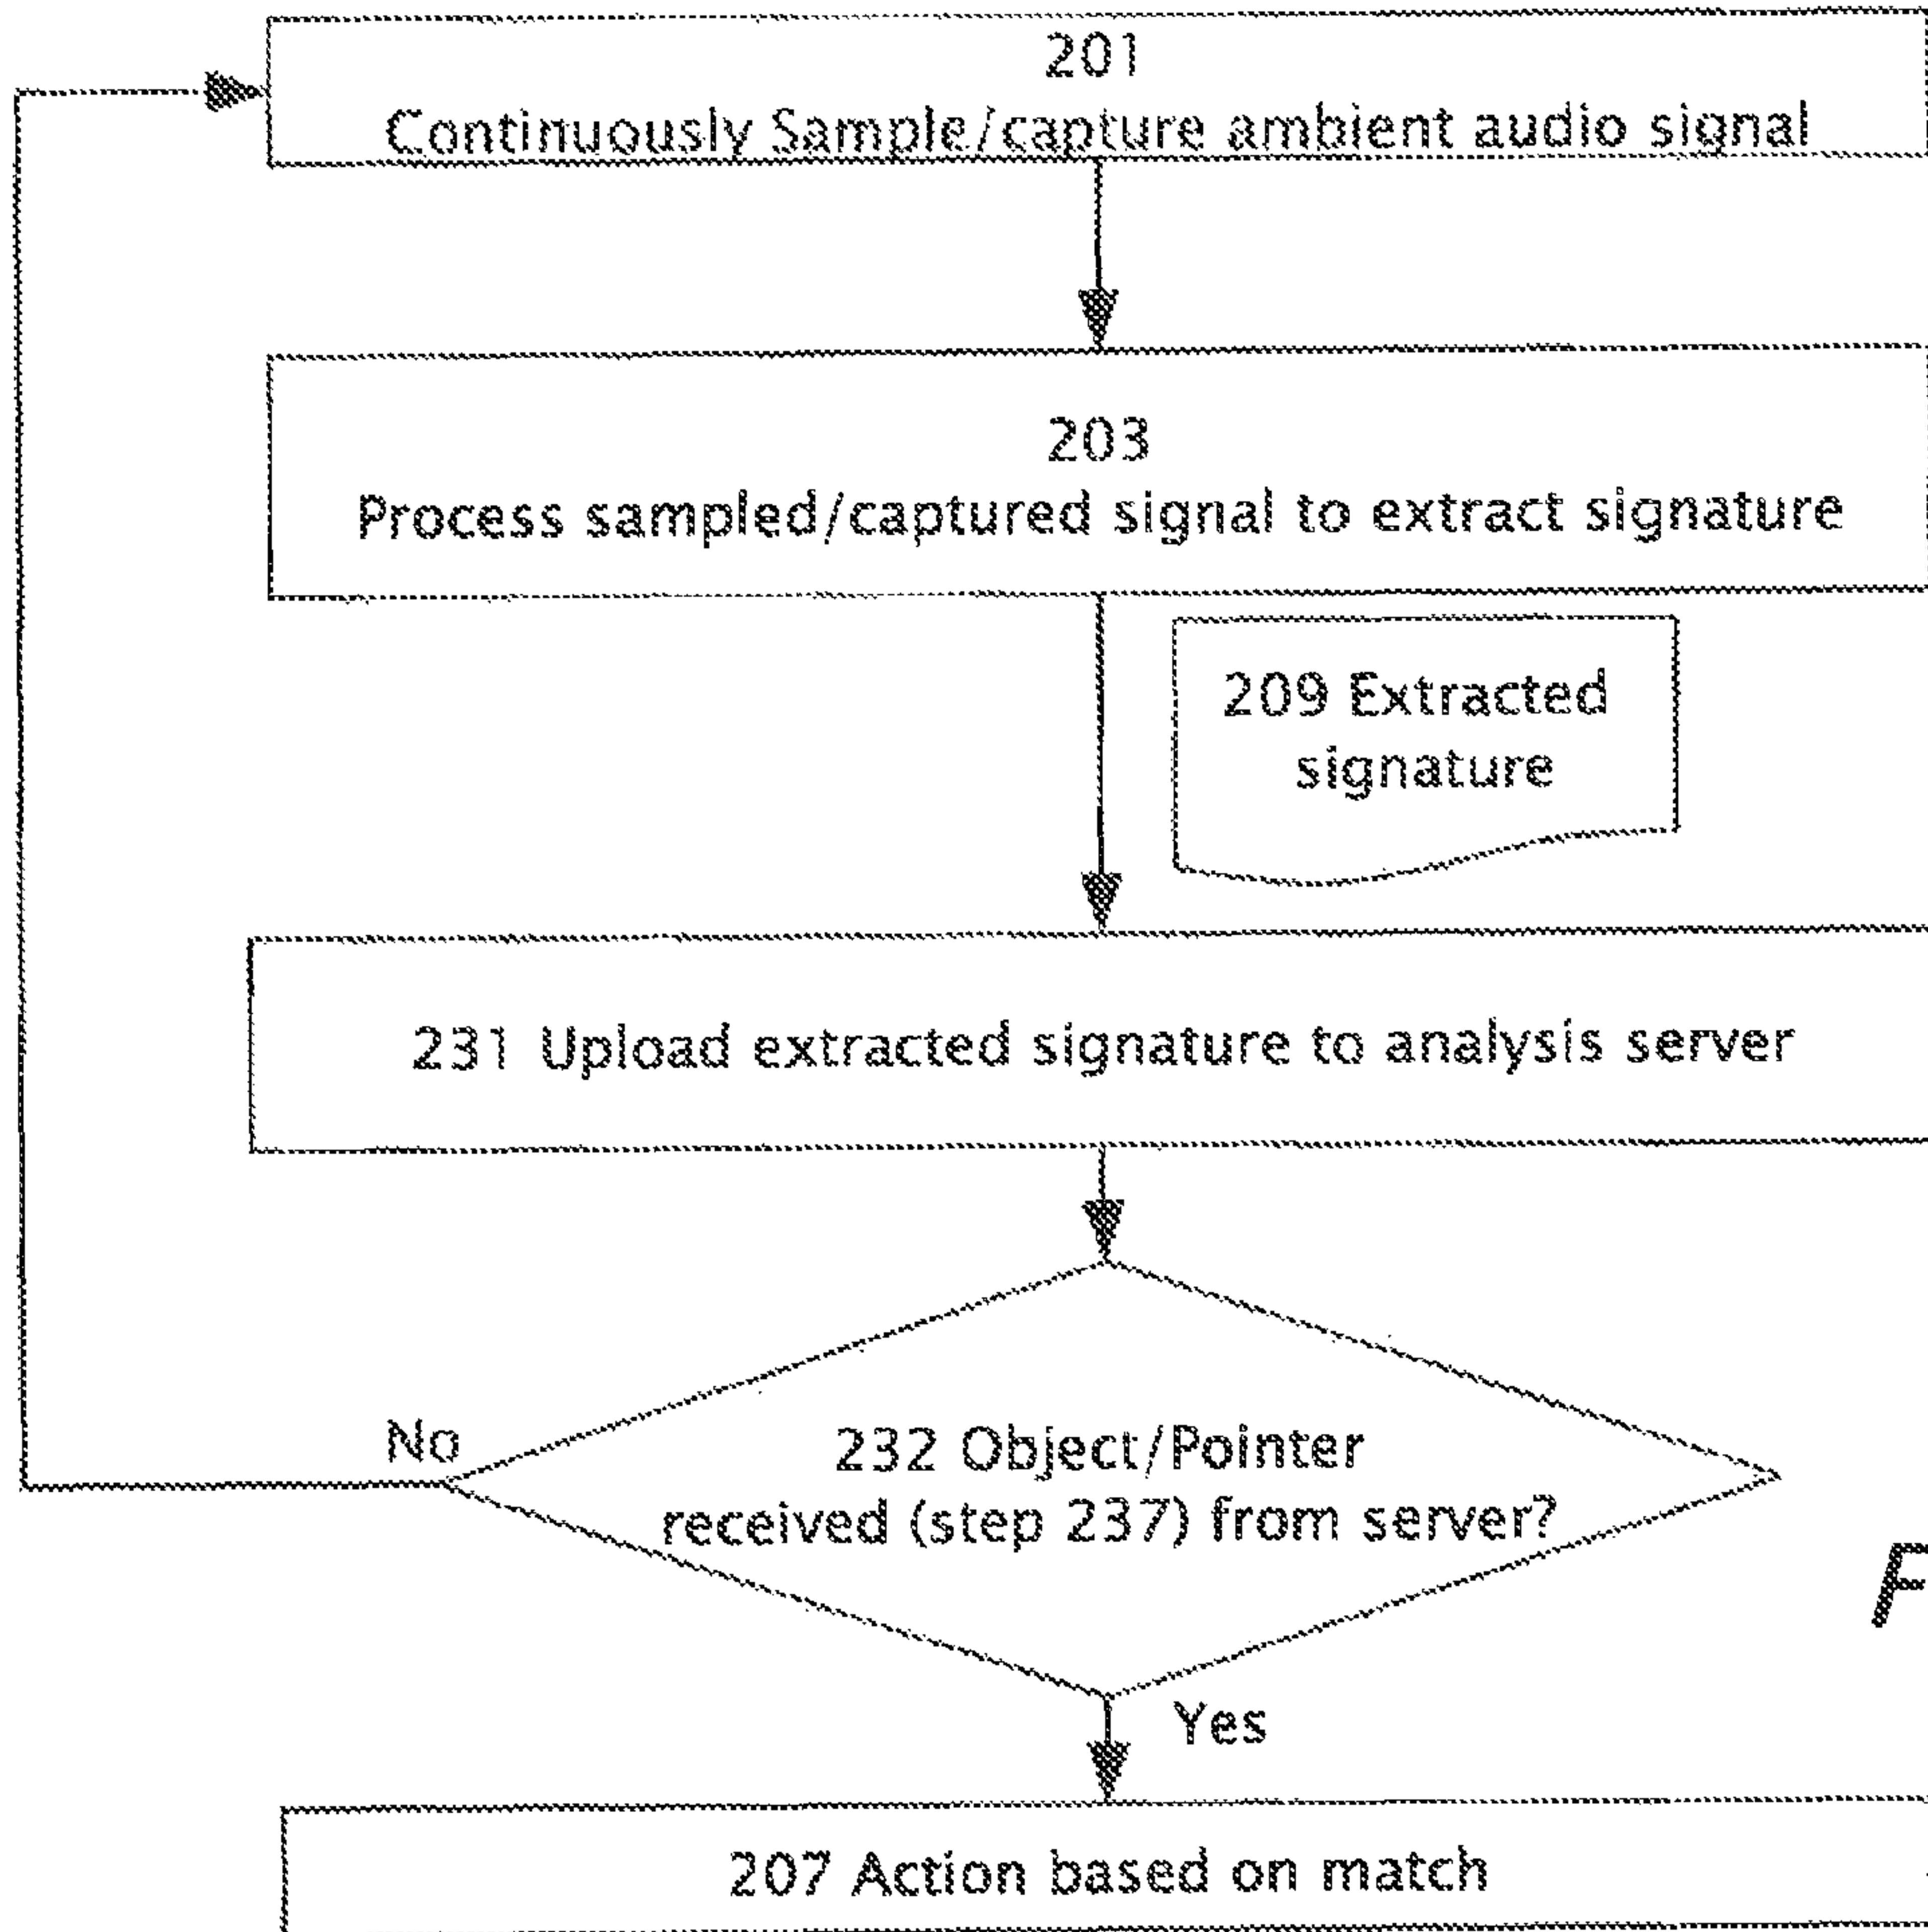 201
Continuously Sample/capture ambient audio signal
203
Process sampled/captured signal to extract signature
209 Extracted
signature
231 Upload extracted signature to analysis server
No
232 Object/Pointer
received (step 237) from server?
F
Yes
207 Action based on match